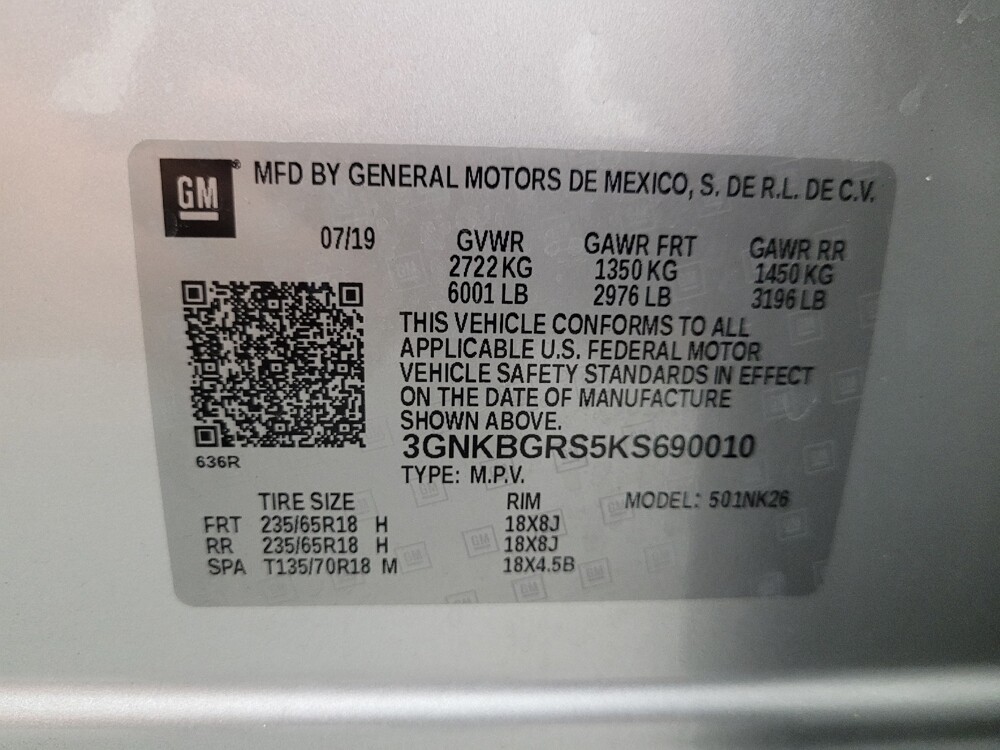 GM® MFD BY GENERAL MOTORS DE MEXICO, S. DE R.L. DE C.V.
07/19 GVWR GAWR FRT GAWR RR
2722 KG 1350 KG 1450 KG
6001 LB 2976 LB 3196 LB
THIS VEHICLE CONFORMS TO ALL
APPLICABLE U.S. FEDERAL MOTOR
VEHICLE SAFETY STANDARDS IN EFFECT
ON THE DATE OF MANUFACTURE
SHOWN ABOVE.
3GNKBGRS5KS690010
636R
TYPE: M.P.V.
TIRE SIZE RIM MODEL: 501NK26
FRT 235/65R18 H 18X8J
RR 235/65R18 H 18X8J
SPA T135/70R18 M 18X4.5B